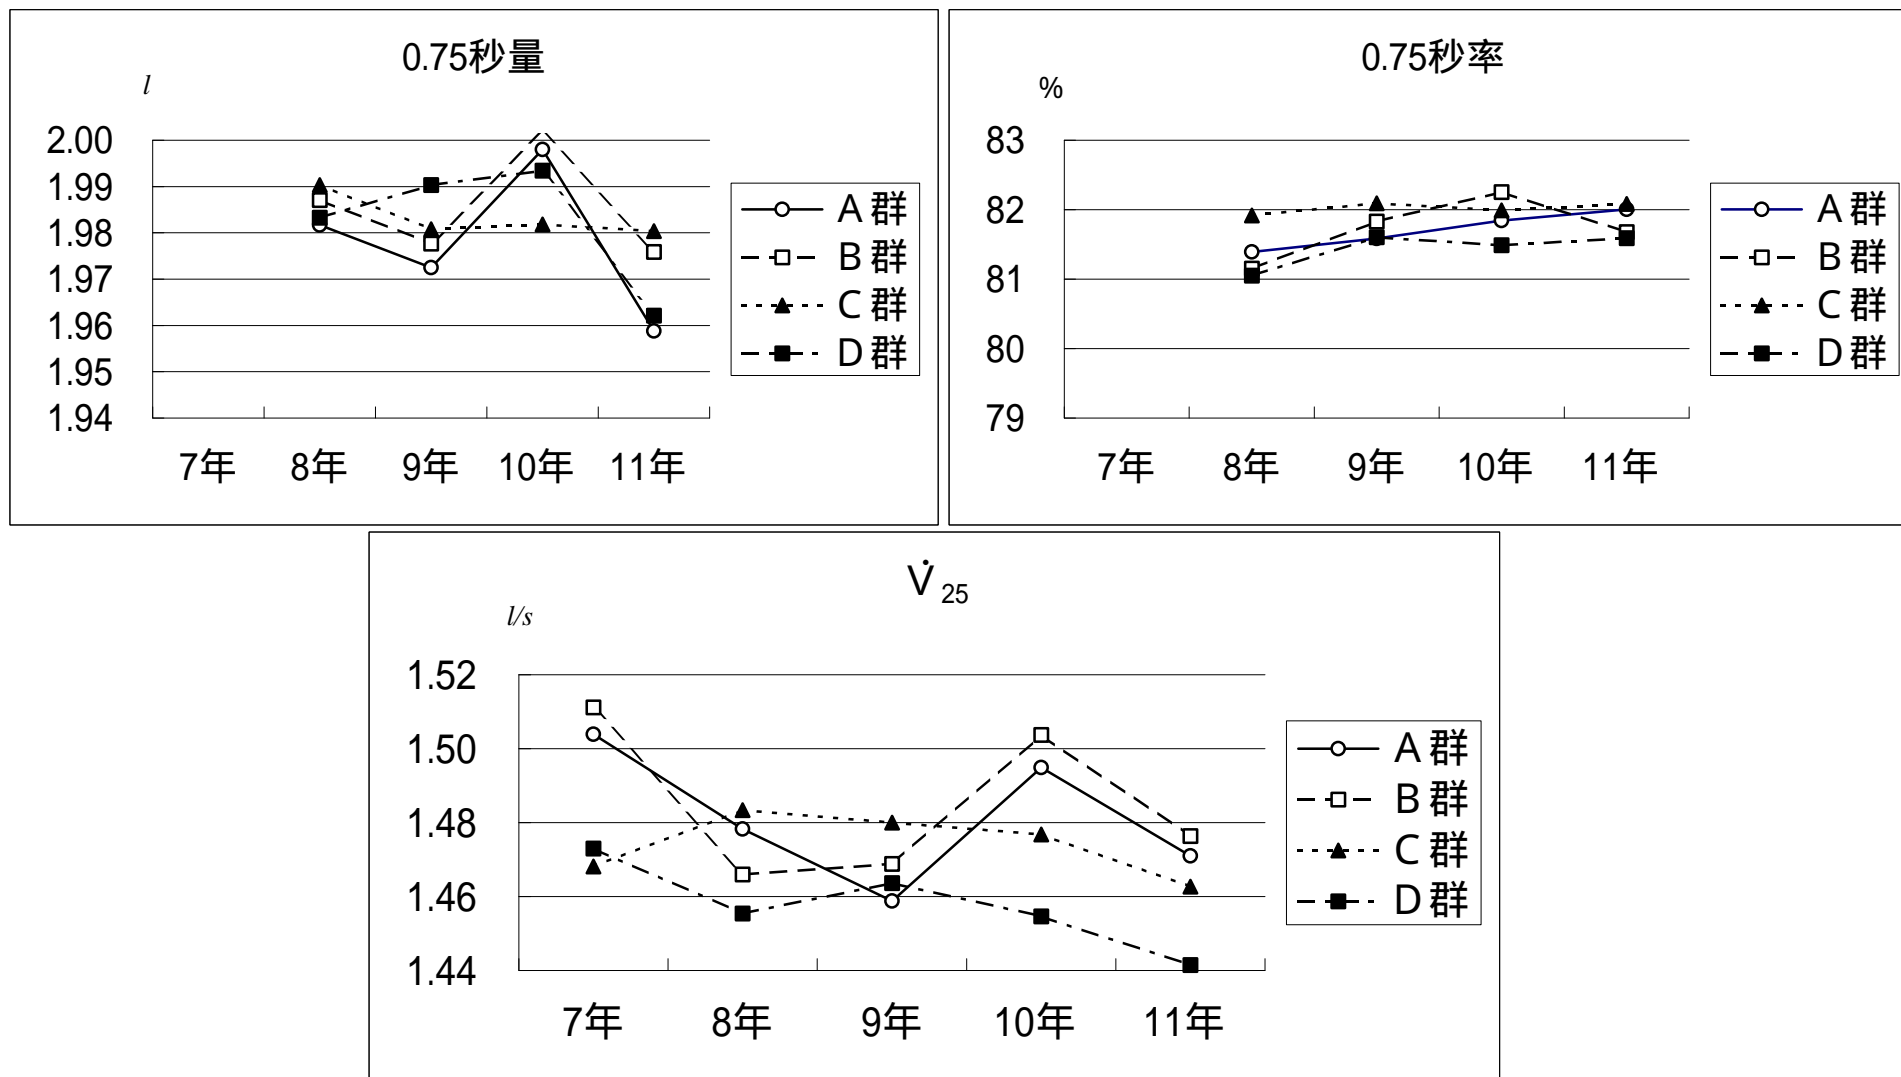 0.75秒量
l
2.00
1.99
1.98
1.97
1.96
1.95
1.94
7年 8年 9年 10年 11年
A 群
B 群
C 群
D 群
0.75秒率
%
83
82
81
80
79
7年 8年 9年 10年 11年
A 群
B 群
C 群
D 群
V̇ 25
l/s
1.52
1.50
1.48
1.46
1.44
7年 8年 9年 10年 11年
A 群
B 群
C 群
D 群